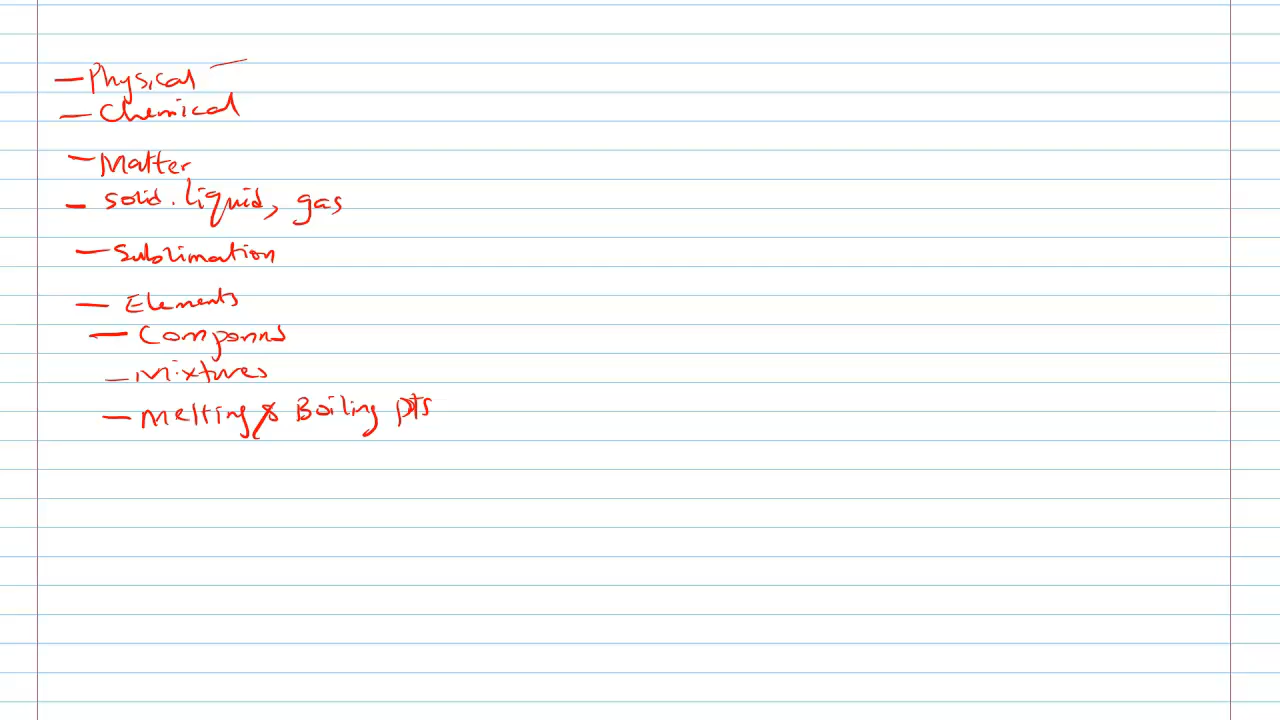 — Physical —
— Chemical
— Matter
— solid. liquid, gas
— Sublimation
— Elements
— Compounds
— Mixtures
— Melting & Boiling pts